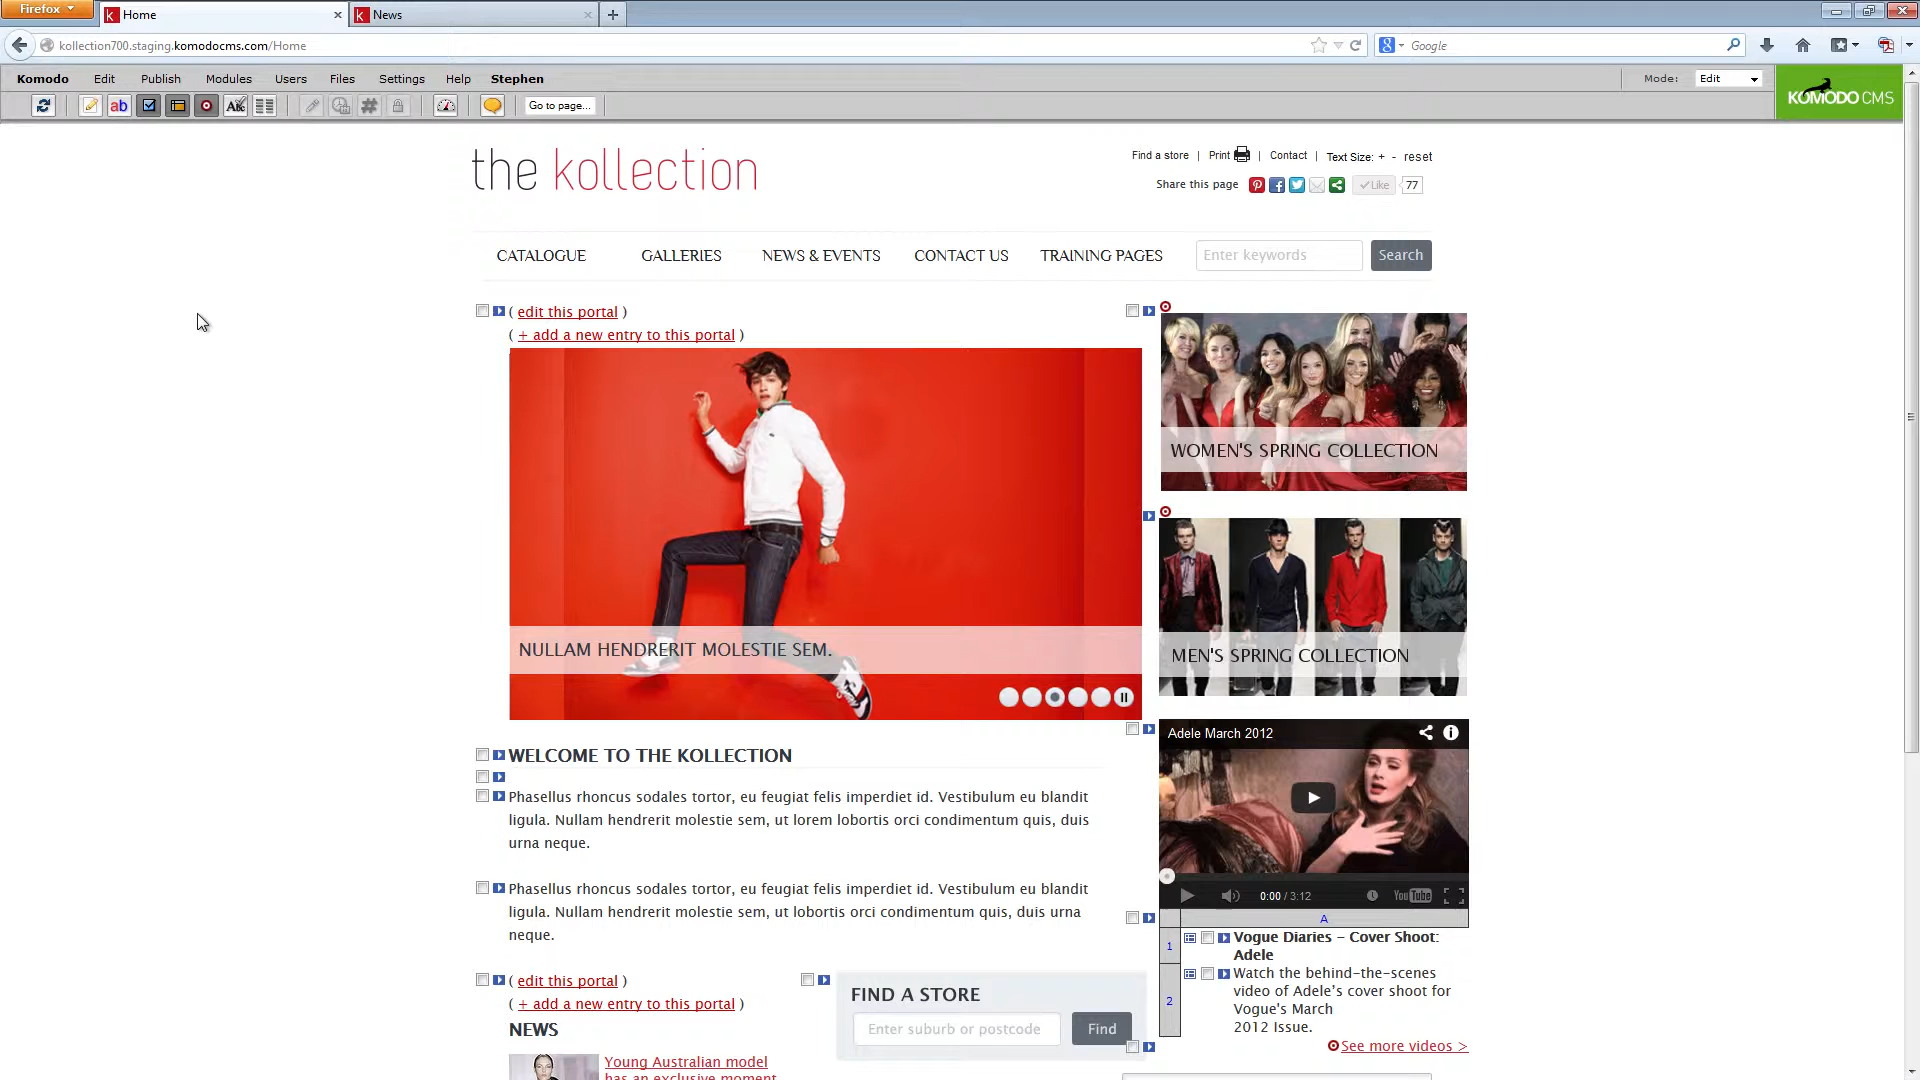 Firefox
Home
News
kollection700.staging.komodocms.com/Home
Google
Komodo Edit Publish Modules Users Files Settings Help Stephen
Mode: Edit
KOMODO CMS
ab
Go to page...
the kollection
Find a store | Print | Contact | Text Size: + - reset
Share this page
Like 77
CATALOGUE GALLERIES NEWS & EVENTS CONTACT US TRAINING PAGES
Enter keywords
Search
( edit this portal )
( + add a new entry to this portal )
NULLAM HENDRERIT MOLESTIE SEM.
WOMEN'S SPRING COLLECTION
MEN'S SPRING COLLECTION
WELCOME TO THE KOLLECTION
Phasellus rhoncus sodales tortor, eu feugiat felis imperdiet id. Vestibulum eu blandit
ligula. Nullam hendrerit molestie sem, ut lorem lobortis orci condimentum quis, duis
urna neque.
Phasellus rhoncus sodales tortor, eu feugiat felis imperdiet id. Vestibulum eu blandit
ligula. Nullam hendrerit molestie sem, ut lobortis orci condimentum quis, duis urna
neque.
Adele March 2012
0:00 / 3:12
YouTube
A
1
Vogue Diaries – Cover Shoot:
Adele
2
Watch the behind-the-scenes
video of Adele's cover shoot for
Vogue's March
2012 Issue.
See more videos >
( edit this portal )
( + add a new entry to this portal )
NEWS
Young Australian model
has an exclusive moment
FIND A STORE
Enter suburb or postcode
Find